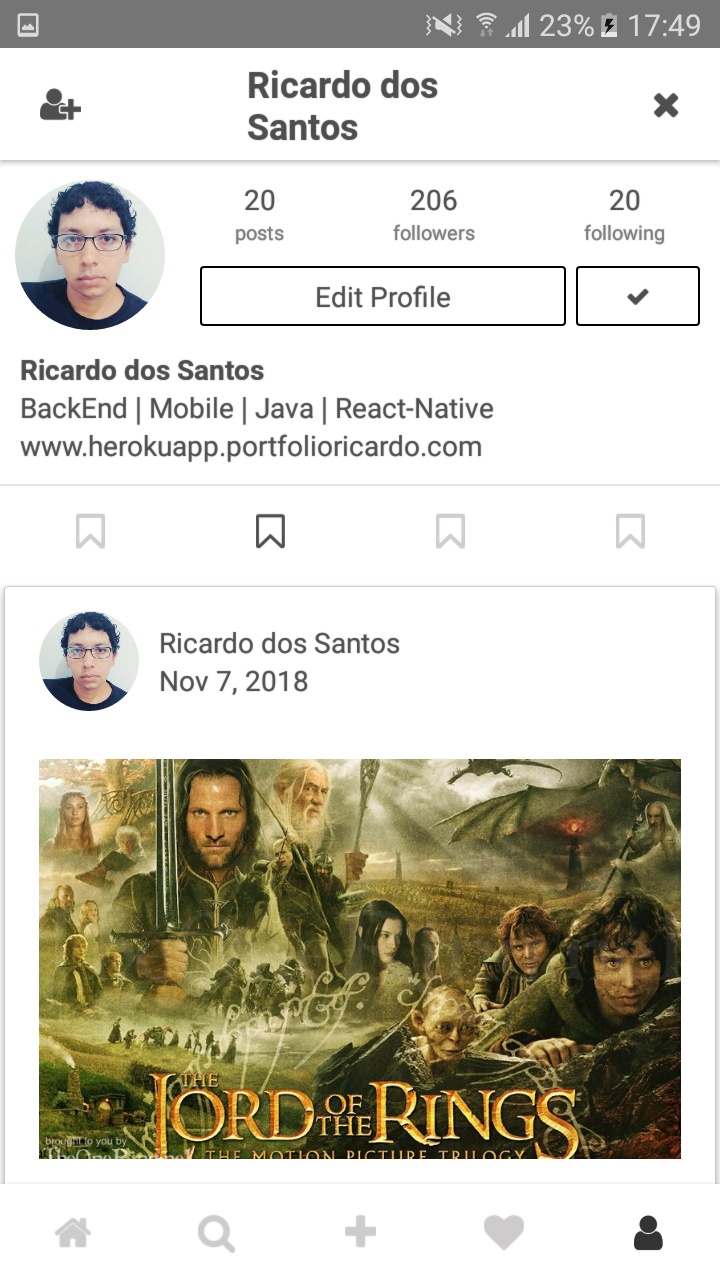 23% 17:49
Ricardo dos
Santos
20 206 20
posts followers following
Edit Profile
Ricardo dos Santos
BackEnd | Mobile | Java | React-Native
www.herokuapp.portfolioricardo.com
Ricardo dos Santos
Nov 7, 2018
THE
LORD OF THE RINGS
THE MOTION PICTURE TRILOGY
brought to you by